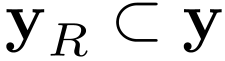 𝐲_R ⊂ 𝐲